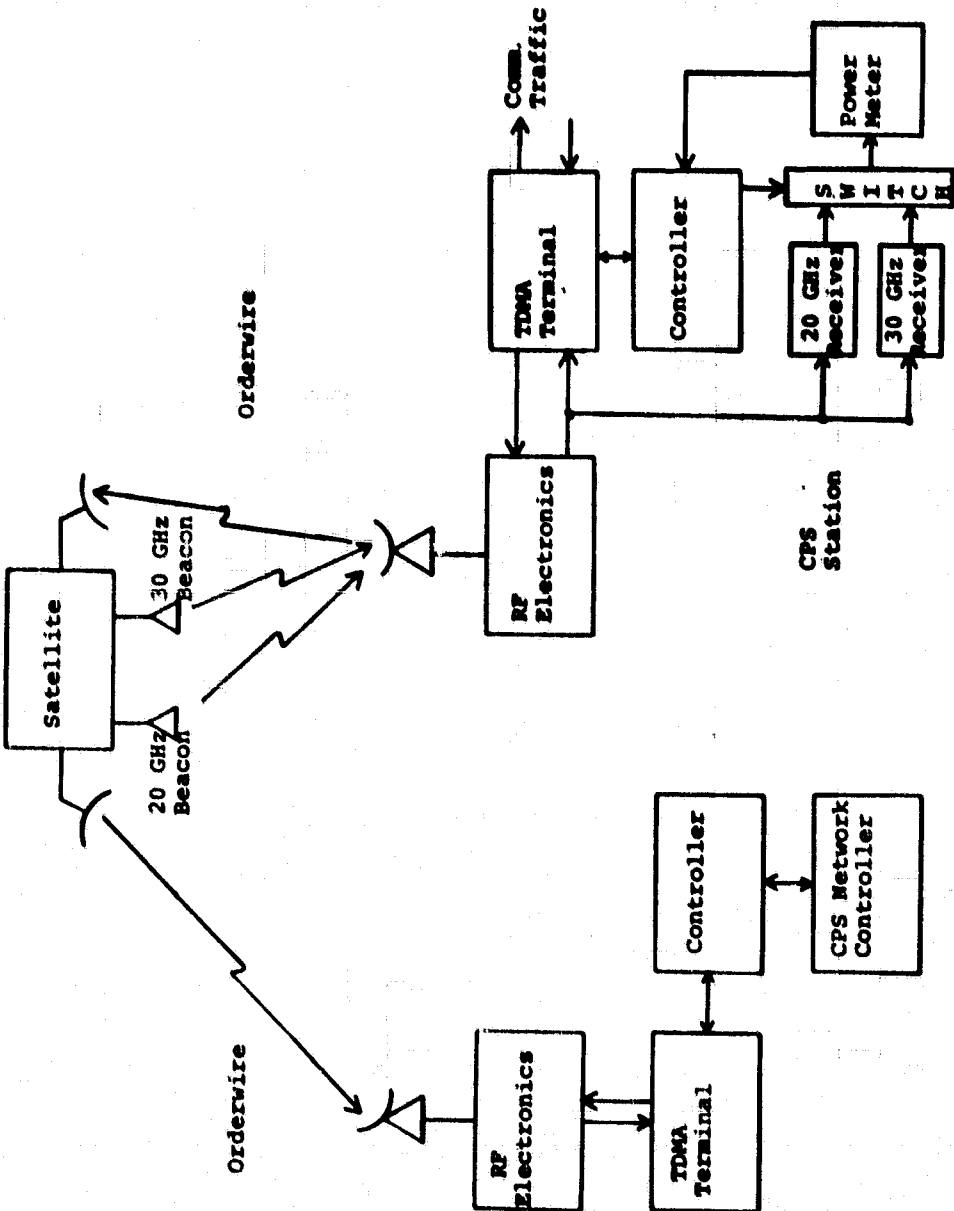 Satellite
20 GHz
Beacon
30 GHz
Beacon
Orderwire
Orderwire
RF
Electronics
TDMA
Terminal
Controller
CPS Network
Controller
RF
Electronics
TDMA
Terminal
Comm.
Traffic
Controller
20 GHz
Receiver
30 GHz
Receiver
SWITCH
Power
Meter
CPS
Station